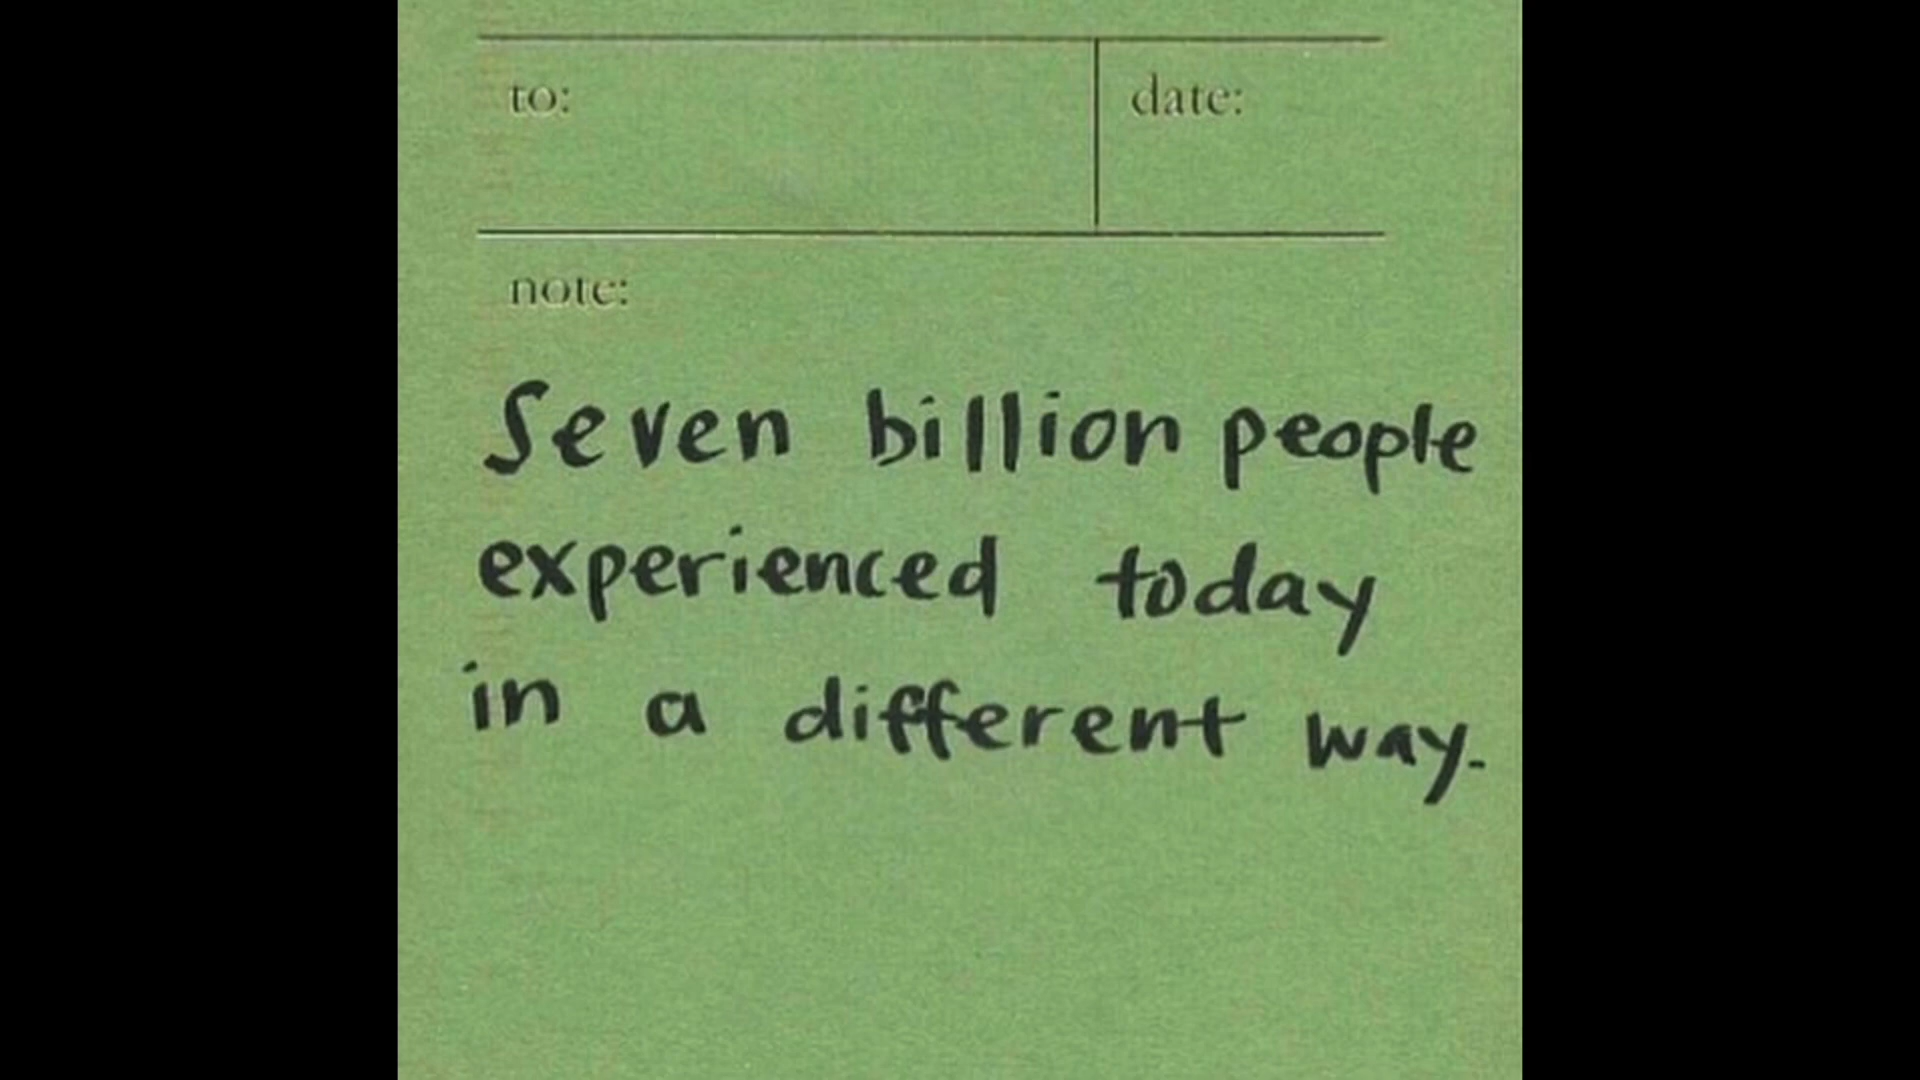 to: date:
note:
Seven billion people
experienced today
in a different way.